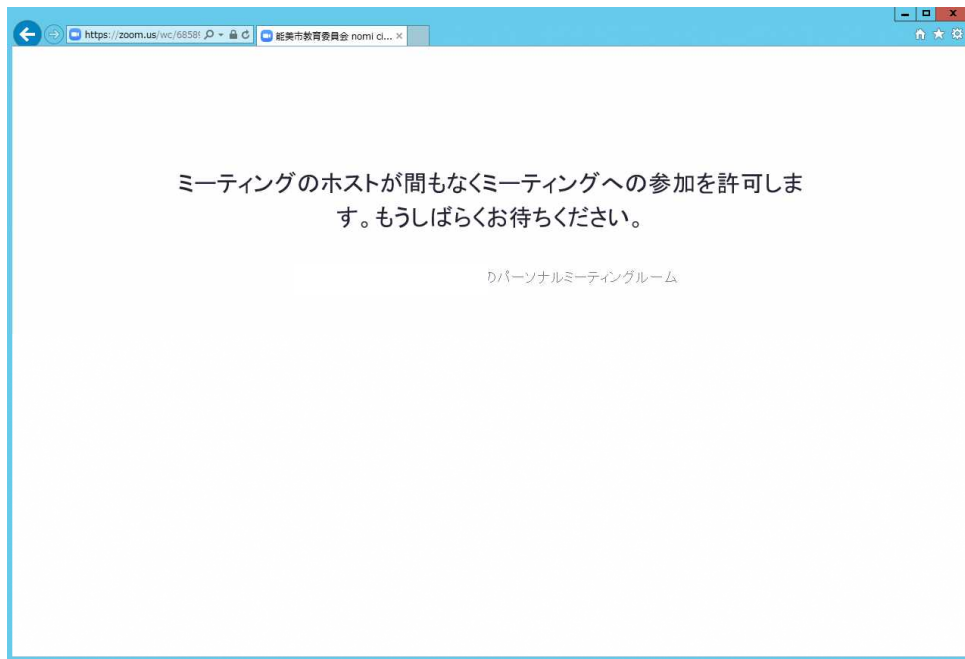 https://zoom.us/wc/6858
能美市教育委員会 nomi ci...
ミーティングのホストが間もなくミーティングへの参加を許可しま
す。もうしばらくお待ちください。
のパーソナルミーティングルーム